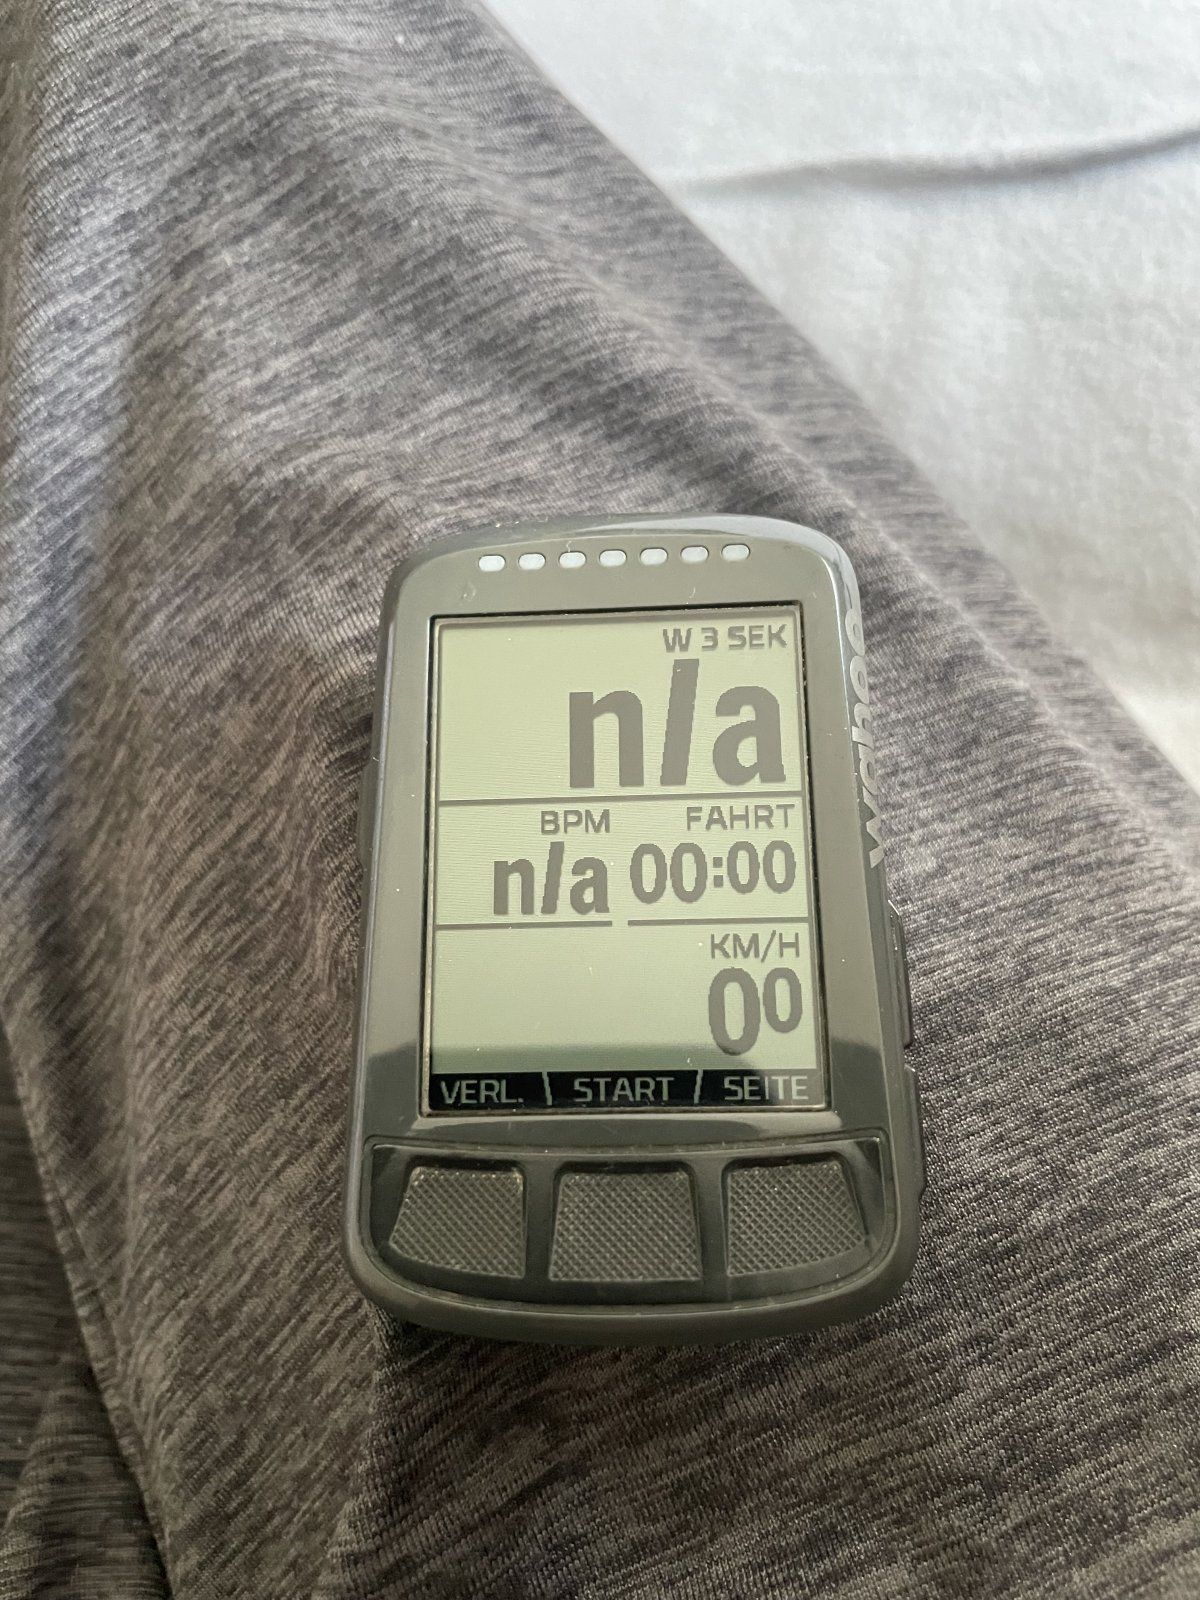 W 3 SEK
n/a
BPM FAHRT
n/a 00:00
KM/H
00
VERL. \ START / SEITE
wahoo